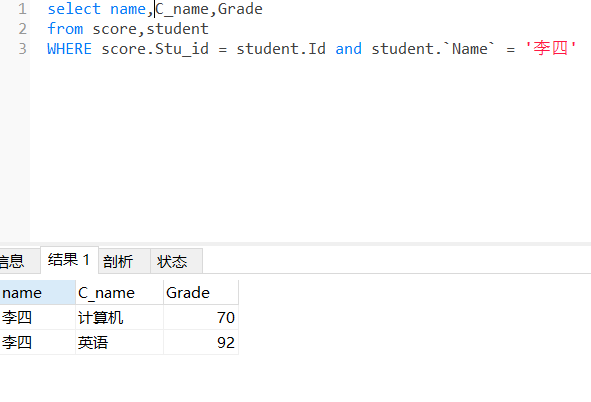 1 select name,C_name,Grade
2 from score,student
3 WHERE score.Stu_id = student.Id and student.`Name` = '李四'
信息 结果 1 剖析 状态
name C_name Grade
李四 计算机 70
李四 英语 92